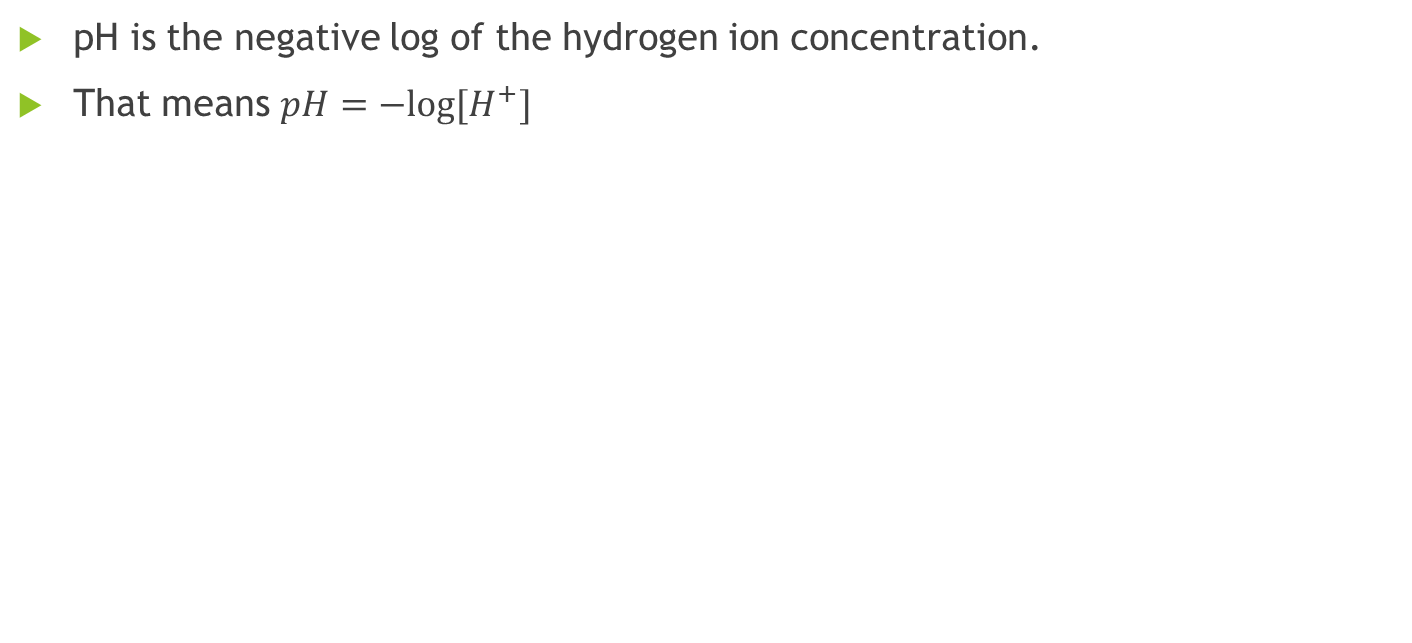 pH is the negative log of the hydrogen ion concentration.
That means 𝑝𝐻 = −log[𝐻⁺]